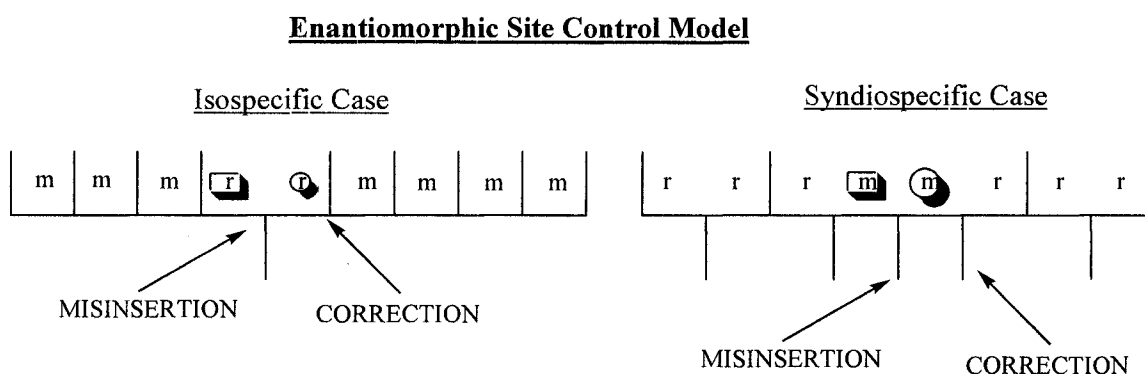 Enantiomorphic Site Control Model
Isospecific Case
Syndiospecific Case
m m m r r m m m m
r r r m m r r r
MISINSERTION
CORRECTION
MISINSERTION
CORRECTION